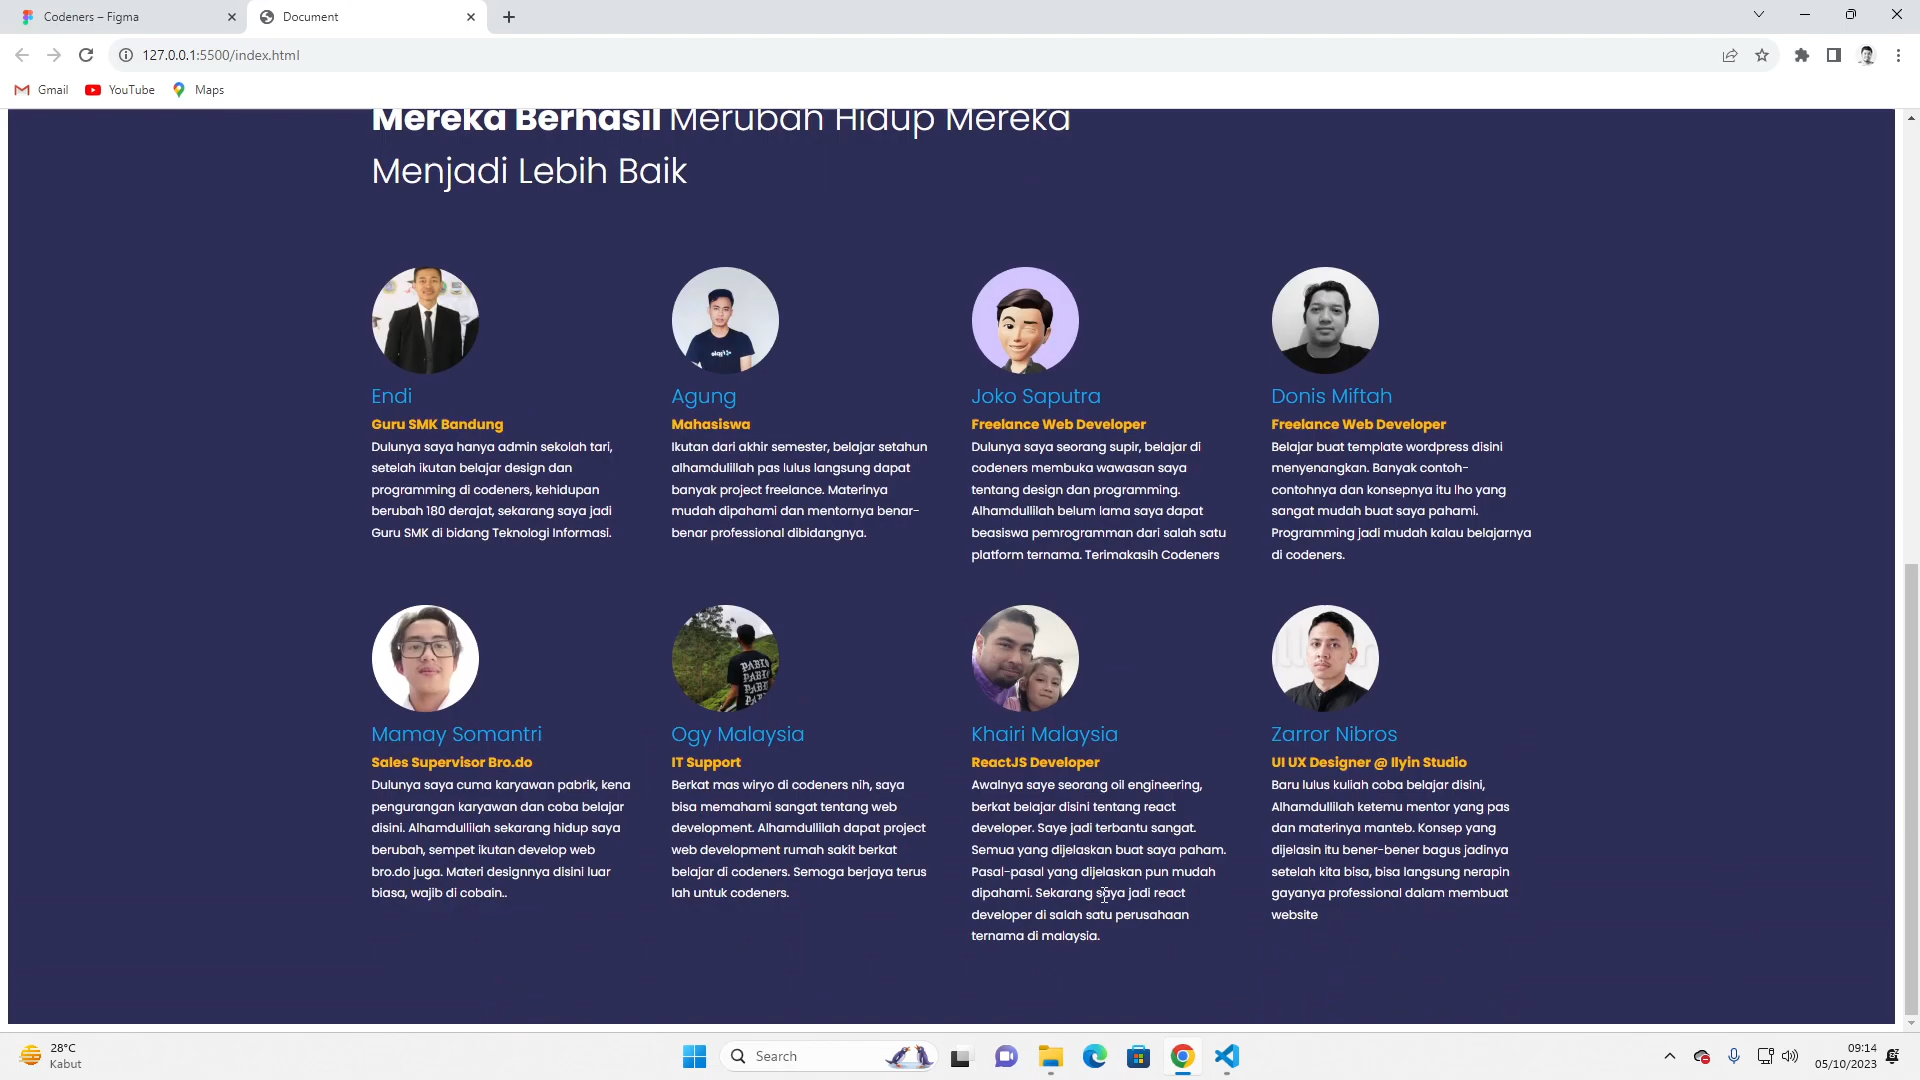 Codeners – Figma
Document
127.0.0.1:5500/index.html
Gmail
YouTube
Maps
Mereka Berhasil Merubah Hidup Mereka
Menjadi Lebih Baik
Endi
Guru SMK Bandung
Dulunya saya hanya admin sekolah tari,
setelah ikutan belajar design dan
programming di codeners, kehidupan
berubah 180 derajat, sekarang saya jadi
Guru SMK di bidang Teknologi Informasi.
Agung
Mahasiswa
Ikutan dari akhir semester, belajar setahun
alhamdulillah pas lulus langsung dapat
banyak project freelance. Materinya
mudah dipahami dan mentornya benar-
benar professional dibidangnya.
Joko Saputra
Freelance Web Developer
Dulunya saya seorang supir, belajar di
codeners membuka wawasan saya
tentang design dan programming.
Alhamdullilah belum lama saya dapat
beasiswa pemrogramman dari salah satu
platform ternama. Terimakasih Codeners
Donis Miftah
Freelance Web Developer
Belajar buat template wordpress disini
menyenangkan. Banyak contoh-
contohnya dan konsepnya itu lho yang
sangat mudah buat saya pahami.
Programming jadi mudah kalau belajarnya
di codeners.
Mamay Somantri
Sales Supervisor Bro.do
Dulunya saya cuma karyawan pabrik, kena
pengurangan karyawan dan coba belajar
disini. Alhamdullilah sekarang hidup saya
berubah, sempet ikutan develop web
bro.do juga. Materi designnya disini luar
biasa, wajib di cobain..
PABLO
PABLO
Ogy Malaysia
IT Support
Berkat mas wiryo di codeners nih, saya
bisa memahami sangat tentang web
development. Alhamdullilah dapat project
web development rumah sakit berkat
belajar di codeners. Semoga berjaya terus
lah untuk codeners.
Khairi Malaysia
ReactJS Developer
Awalnya saye seorang oil engineering,
berkat belajar disini tentang react
developer. Saye jadi terbantu sangat.
Semua yang dijelaskan buat saya paham.
Pasal-pasal yang dijelaskan pun mudah
dipahami. Sekarang saya jadi react
developer di salah satu perusahaan
ternama di malaysia.
Zarror Nibros
UI UX Designer @ Ilyin Studio
Baru lulus kuliah coba belajar disini,
Alhamdullilah ketemu mentor yang pas
dan materinya manteb. Konsep yang
dijelasin itu bener-bener bagus jadinya
setelah kita bisa, bisa langsung nerapin
gayanya professional dalam membuat
website
28°C
Kabut
Search
09:14
05/10/2023